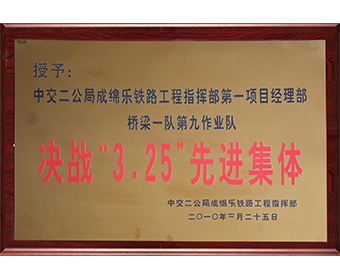 授予：
中交二公局成绵乐铁路工程指挥部第一项目经理部
桥梁一队第九作业队
决战“3.25”先进集体
中交二公局成绵乐铁路工程指挥部
二〇一〇年三月二十五日